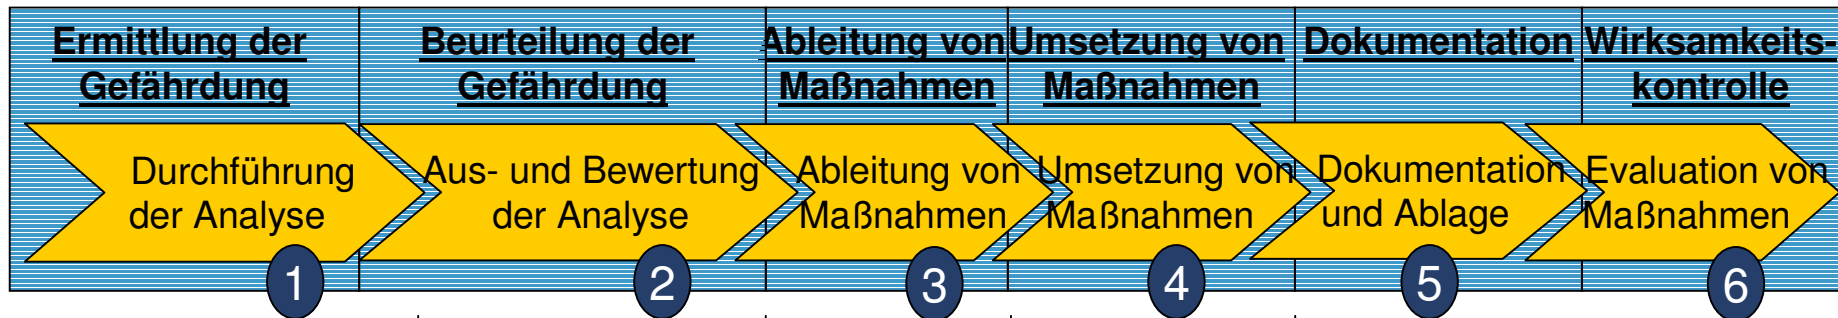 Ermittlung der
Gefährdung
Beurteilung der
Gefährdung
Ableitung von
Maßnahmen
Umsetzung von
Maßnahmen
Dokumentation
Wirksamkeits-
kontrolle
Durchführung
der Analyse
Aus- und Bewertung
der Analyse
Ableitung von
Maßnahmen
Umsetzung von
Maßnahmen
Dokumentation
und Ablage
Evaluation von
Maßnahmen
1
2
3
4
5
6